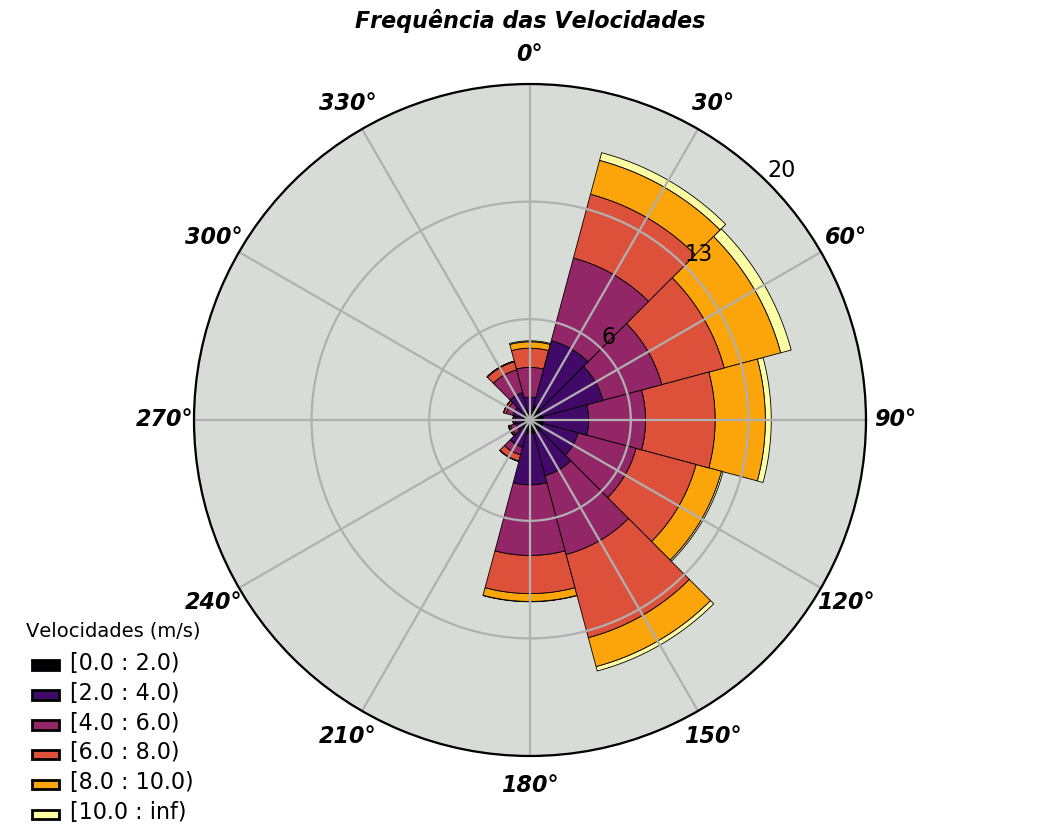 Frequência das Velocidades
0°
330°
30°
20
300°
60°
13
6
270°
90°
240°
120°
210°
150°
180°
Velocidades (m/s)
[0.0 : 2.0)
[2.0 : 4.0)
[4.0 : 6.0)
[6.0 : 8.0)
[8.0 : 10.0)
[10.0 : inf)